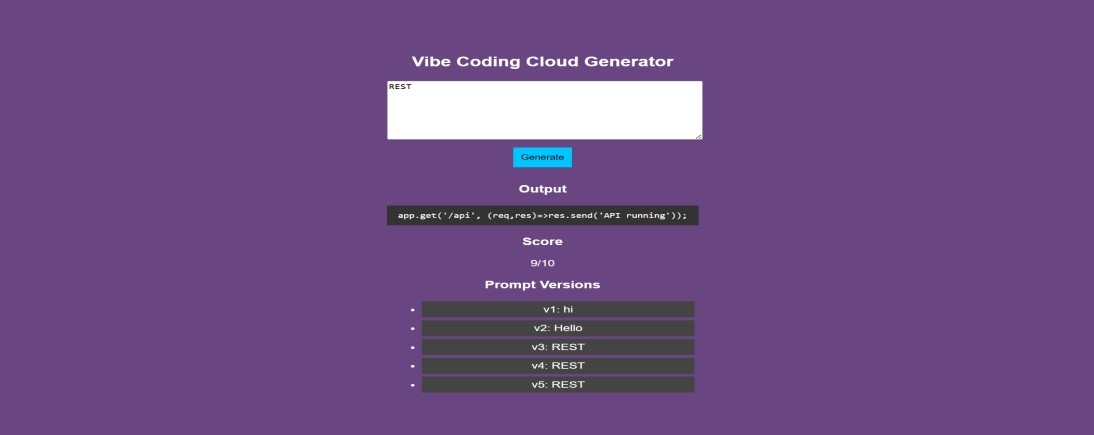 Vibe Coding Cloud Generator
REST
Generate
Output
app.get('/api', (req,res)=>res.send('API running'));
Score
9/10
Prompt Versions
v1: hi
v2: Hello
v3: REST
v4: REST
v5: REST